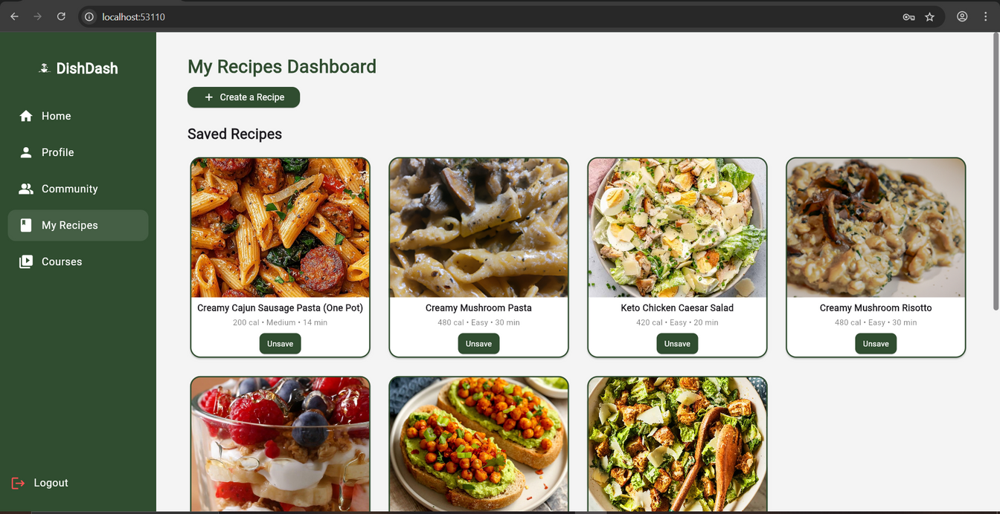 localhost:53110
DishDash
Home
Profile
Community
My Recipes
Courses
Logout
My Recipes Dashboard
+ Create a Recipe
Saved Recipes
Creamy Cajun Sausage Pasta (One Pot)
200 cal • Medium • 14 min
Unsave
Creamy Mushroom Pasta
480 cal • Easy • 30 min
Unsave
Keto Chicken Caesar Salad
420 cal • Easy • 20 min
Unsave
Creamy Mushroom Risotto
480 cal • Easy • 30 min
Unsave